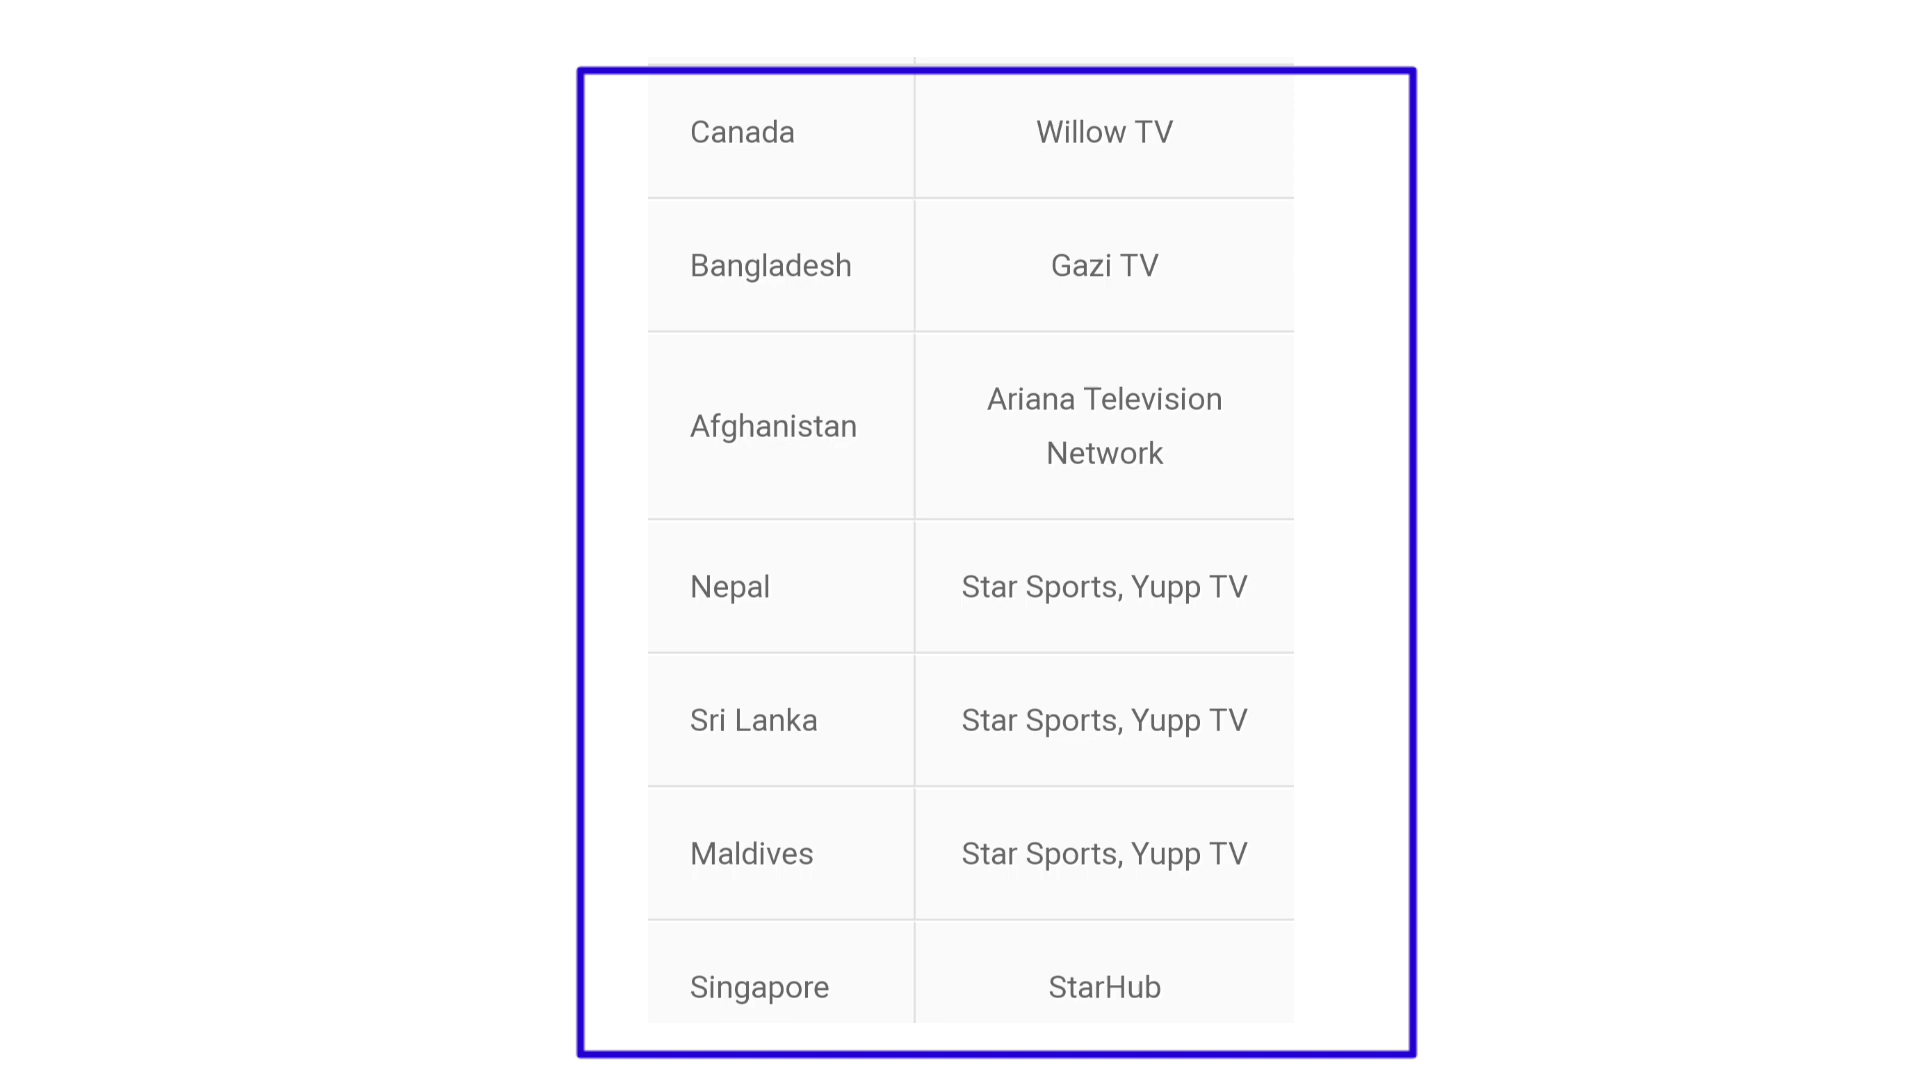 Canada Willow TV
Bangladesh Gazi TV
Afghanistan Ariana Television
Network
Nepal Star Sports, Yupp TV
Sri Lanka Star Sports, Yupp TV
Maldives Star Sports, Yupp TV
Singapore StarHub